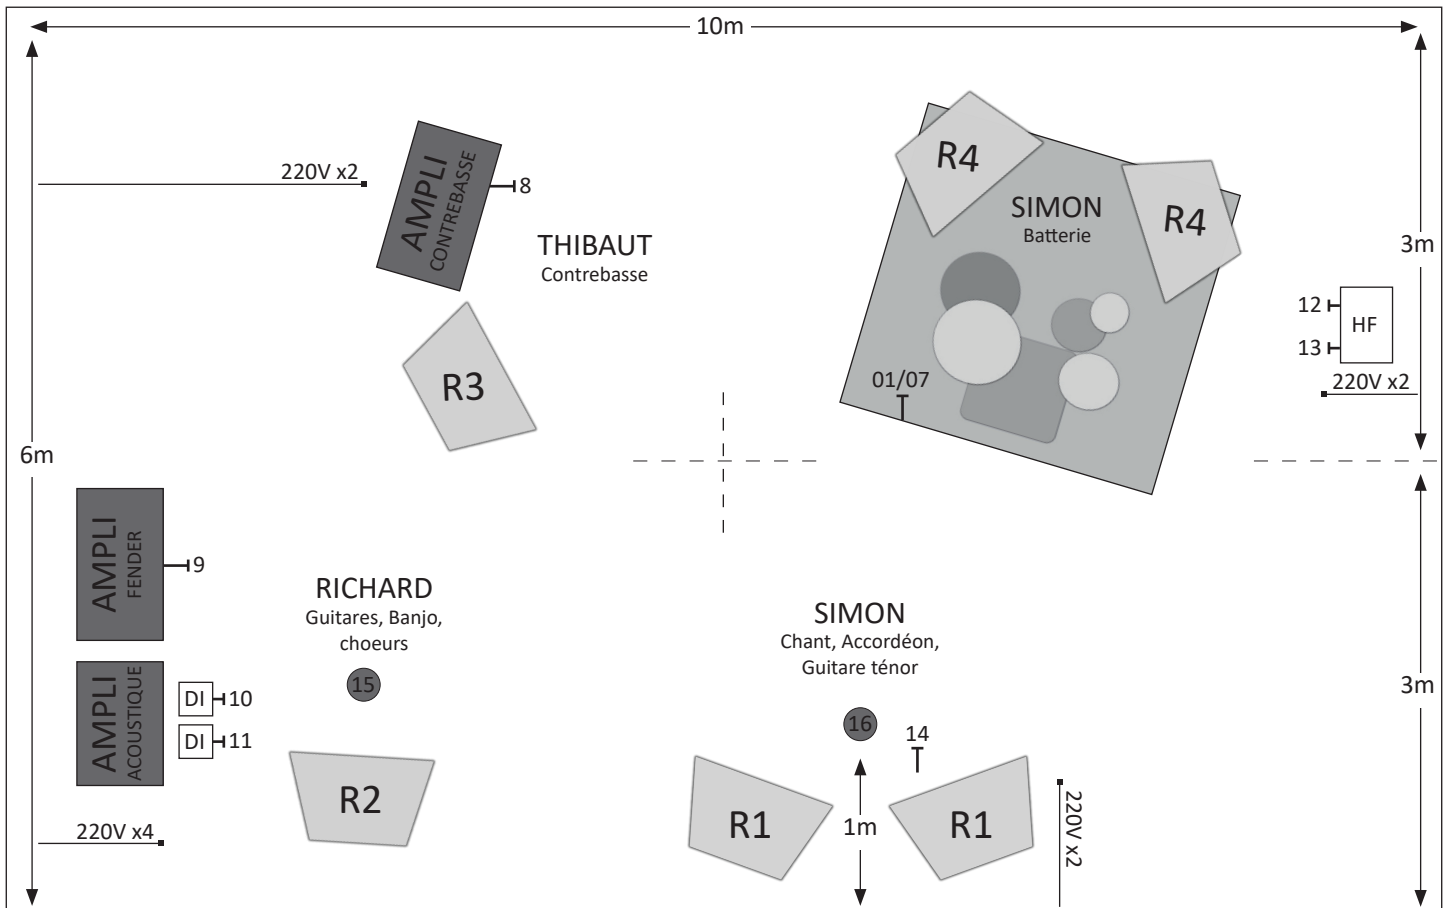 10m
220V x2
AMPLI
CONTREBASSE
8
THIBAUT
Contrebasse
R3
R4
R4
SIMON
Batterie
01/07
3m
12
13
HF
220V x2
6m
AMPLI
FENDER
9
RICHARD
Guitares, Banjo,
choeurs
15
AMPLI
ACOUSTIQUE
DI
10
DI
11
220V x4
R2
SIMON
Chant, Accordéon,
Guitare ténor
16
14
R1
1m
R1
220V x2
3m